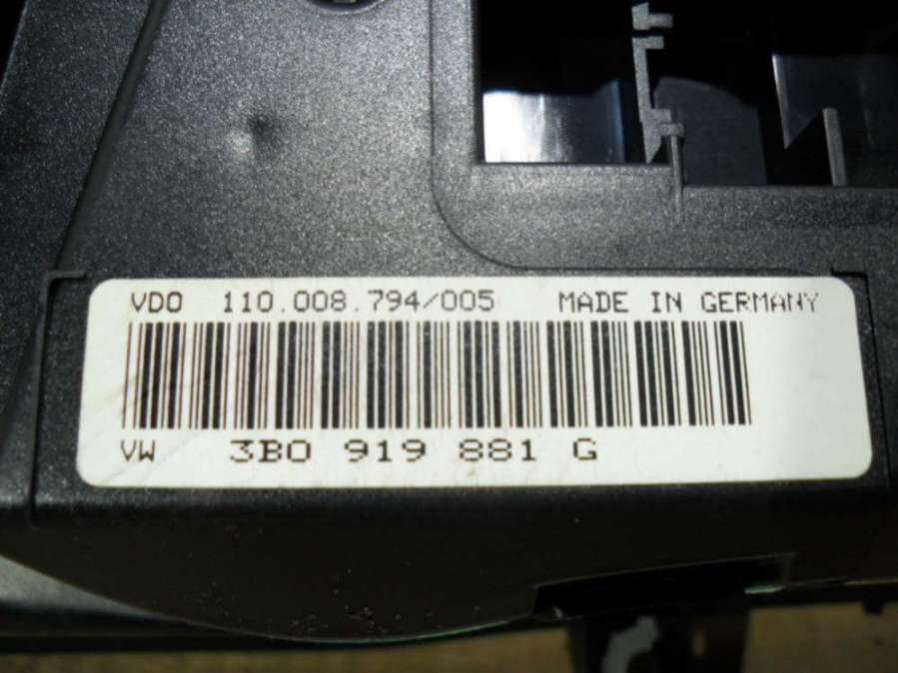 VDO 110.008.794/005 MADE IN GERMANY
VW 3B0 919 881 G